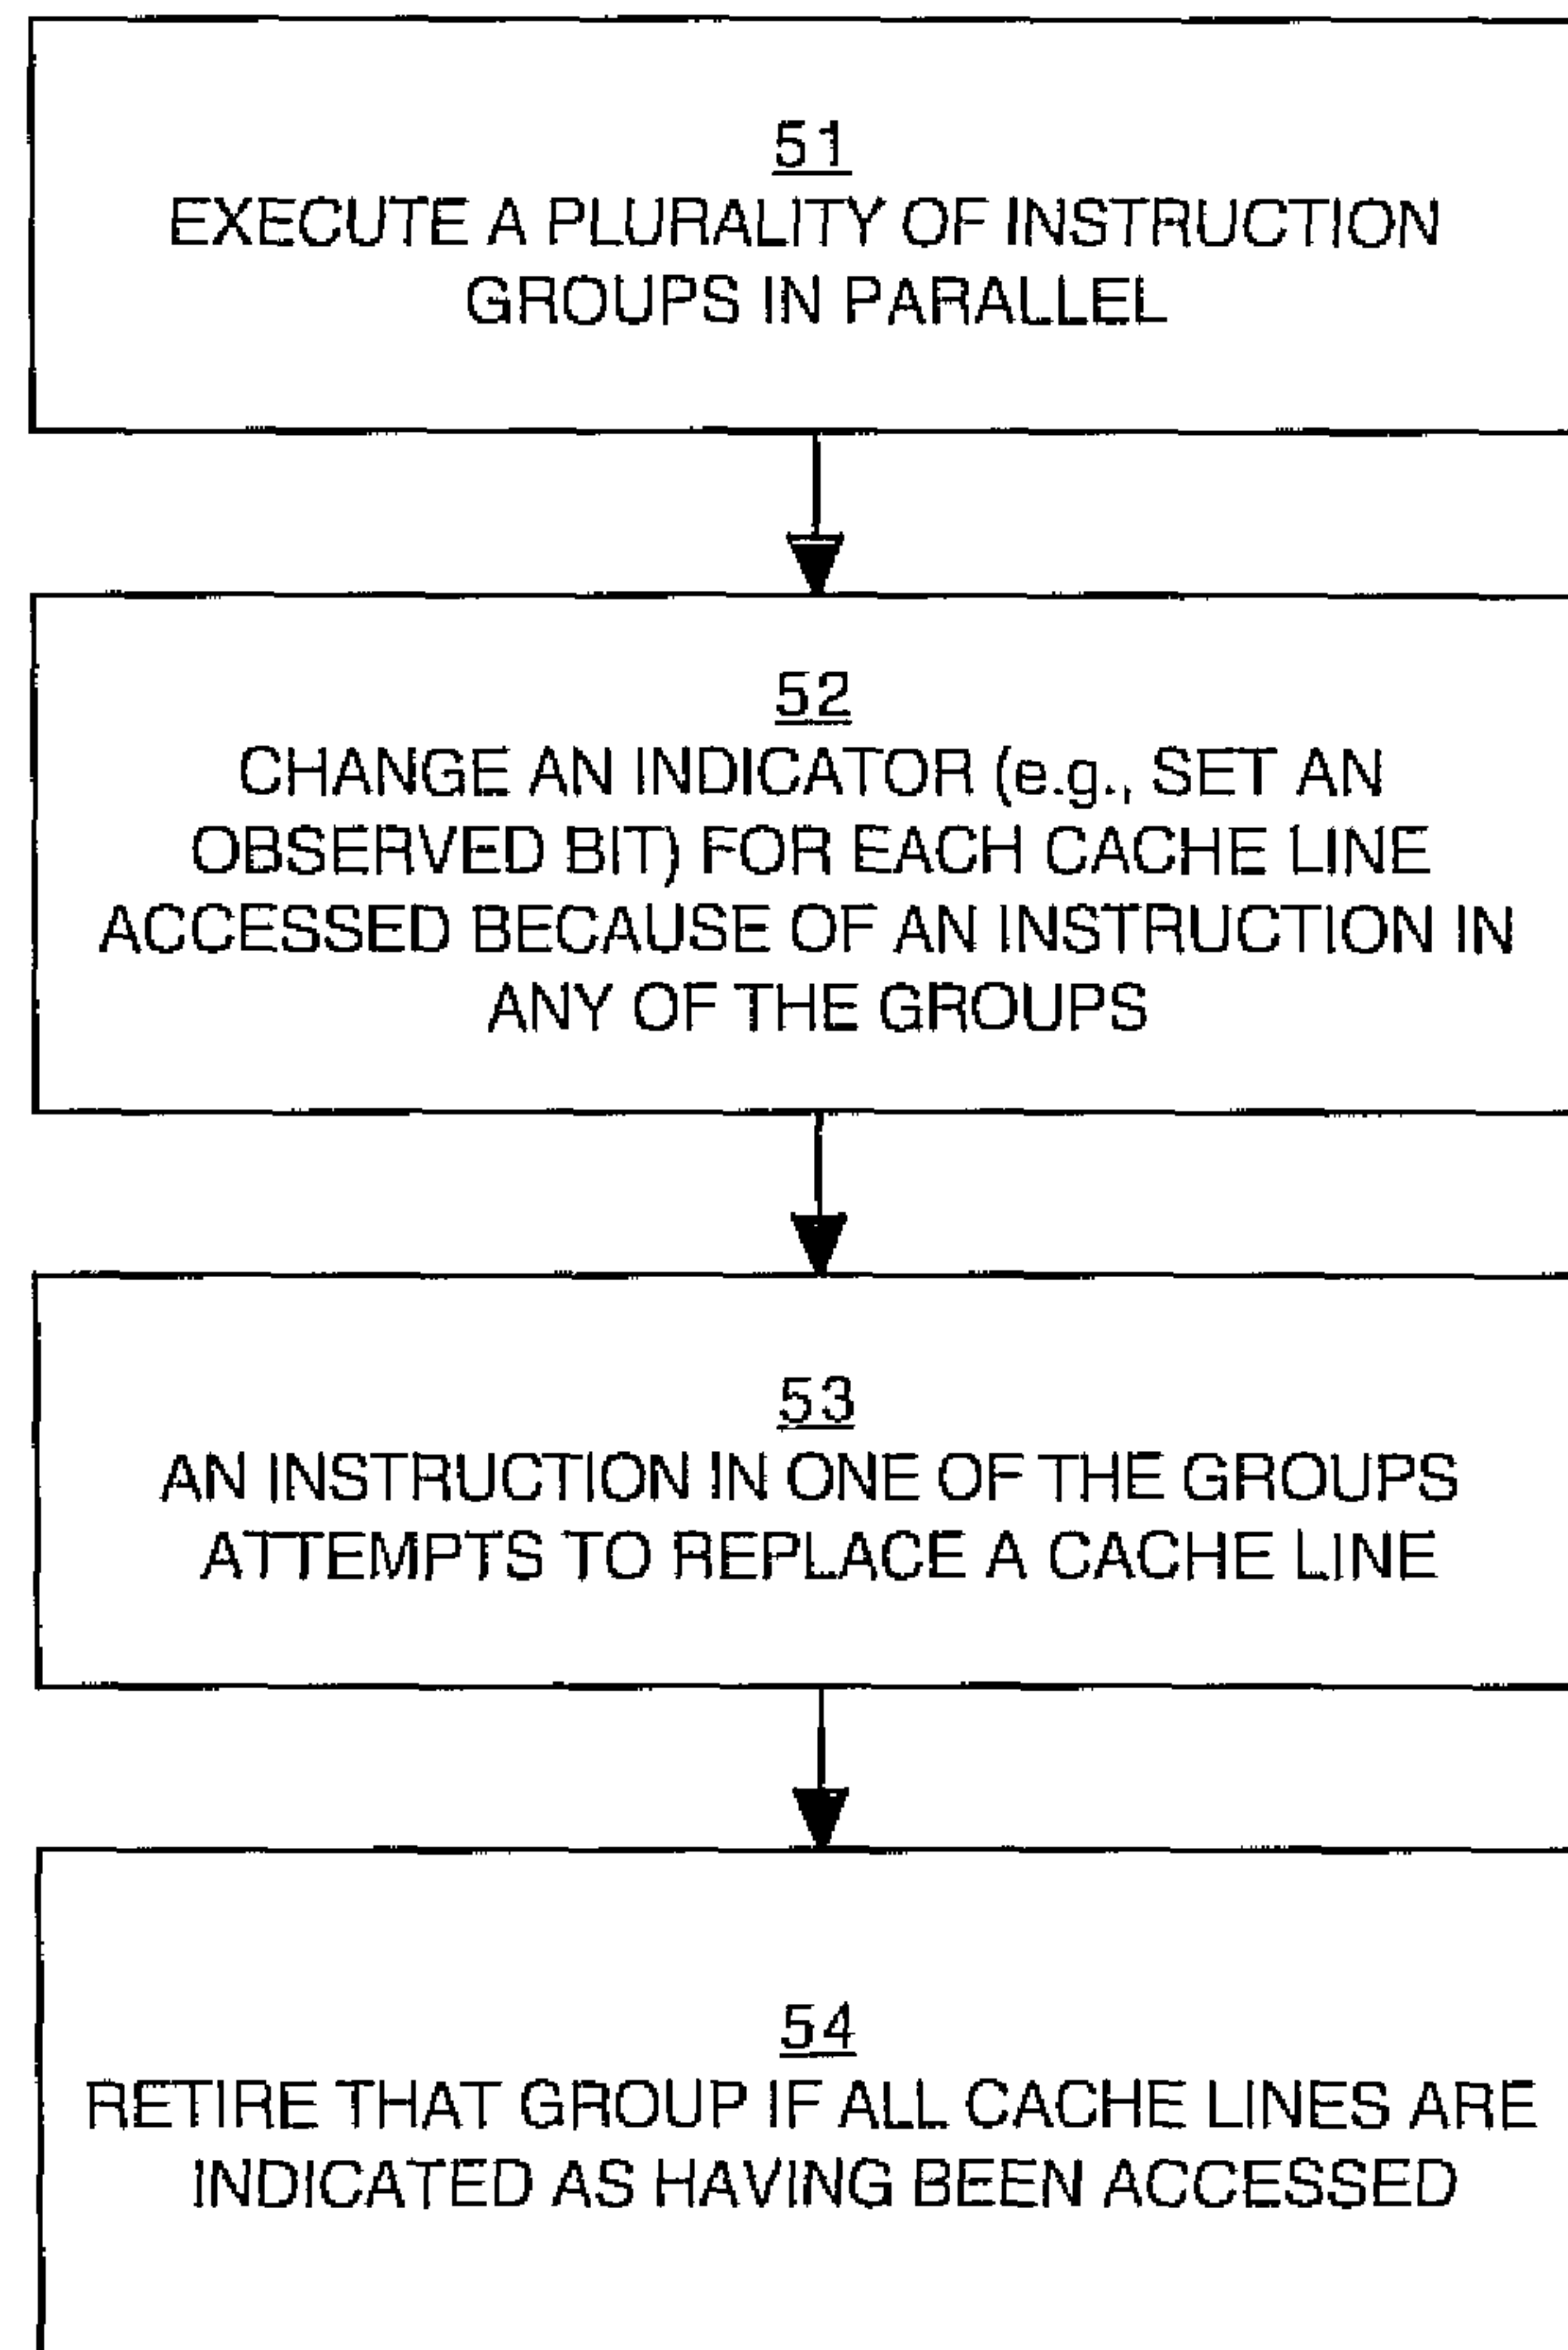 51
EXECUTE A PLURALITY OF INSTRUCTION
GROUPS IN PARALLEL
52
CHANGE AN INDICATOR (e.g., SET AN
OBSERVED BIT) FOR EACH CACHE LINE
ACCESSED BECAUSE OF AN INSTRUCTION IN
ANY OF THE GROUPS
53
AN INSTRUCTION IN ONE OF THE GROUPS
ATTEMPTS TO REPLACE A CACHE LINE
54
RETIRE THAT GROUP IF ALL CACHE LINES ARE
INDICATED AS HAVING BEEN ACCESSED